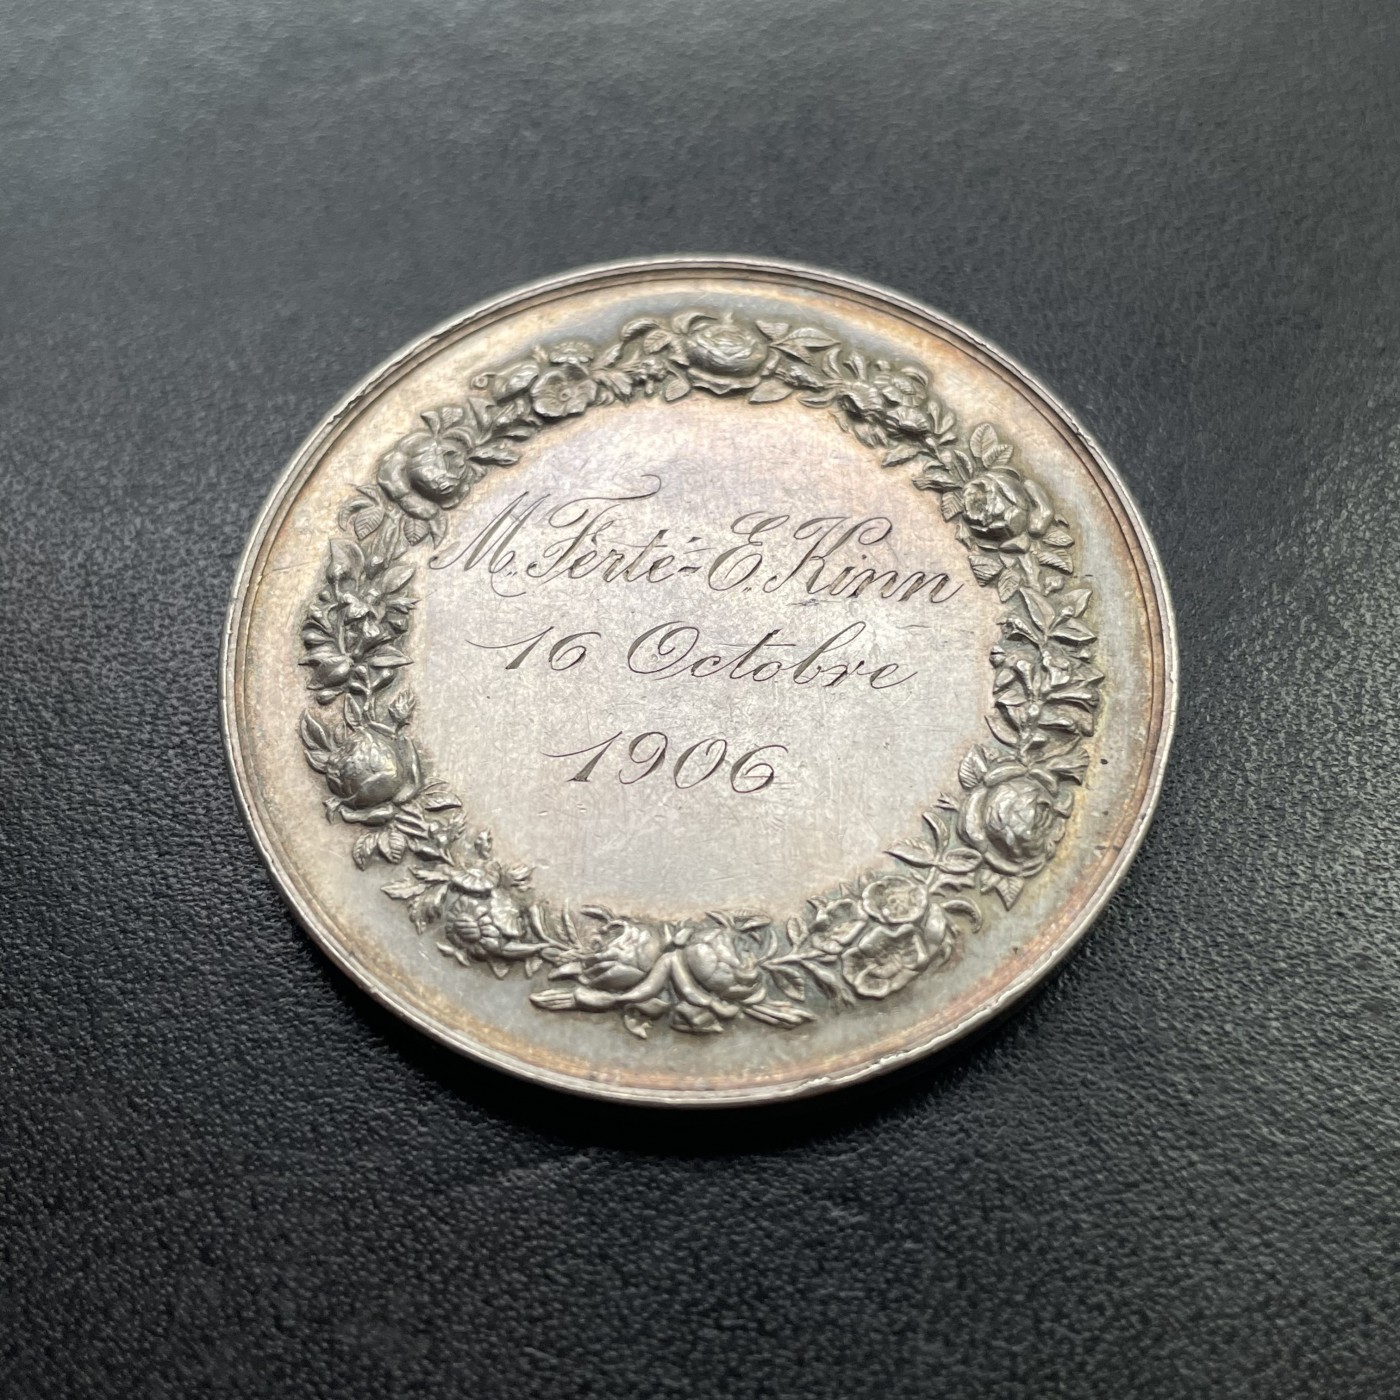 M. Ferté=E. Kinn
16 Octobre
1906